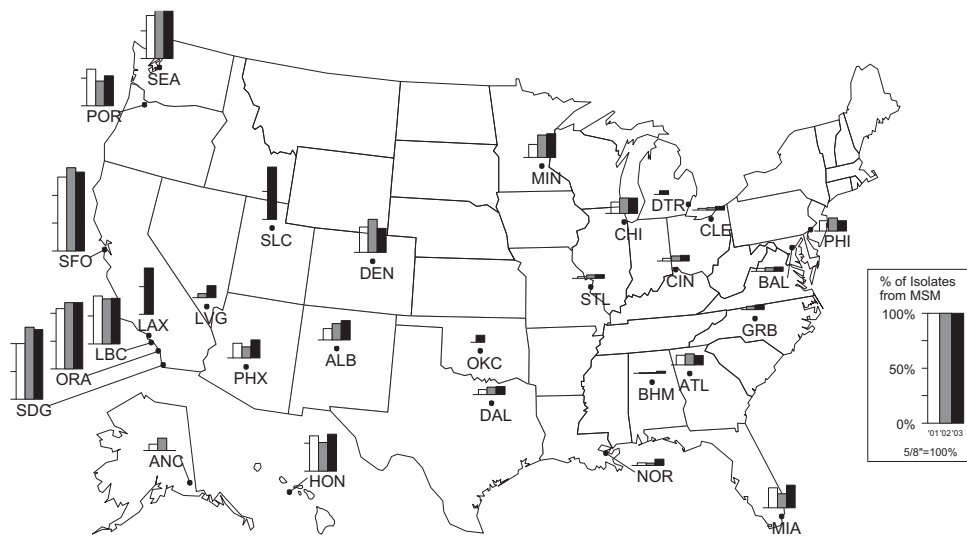 SEA
POR
MIN
DTR
CHI
CLE
PHI
SFO
SLC
DEN
CIN
BAL
STL
LAX
LVG
GRB
LBC
ALB
OKC
ORA
PHX
BHM
ATL
SDG
DAL
ANC
HON
NOR
MIA
% of Isolates
from MSM
100%
50%
0%
'01 '02 '03
5/8"=100%